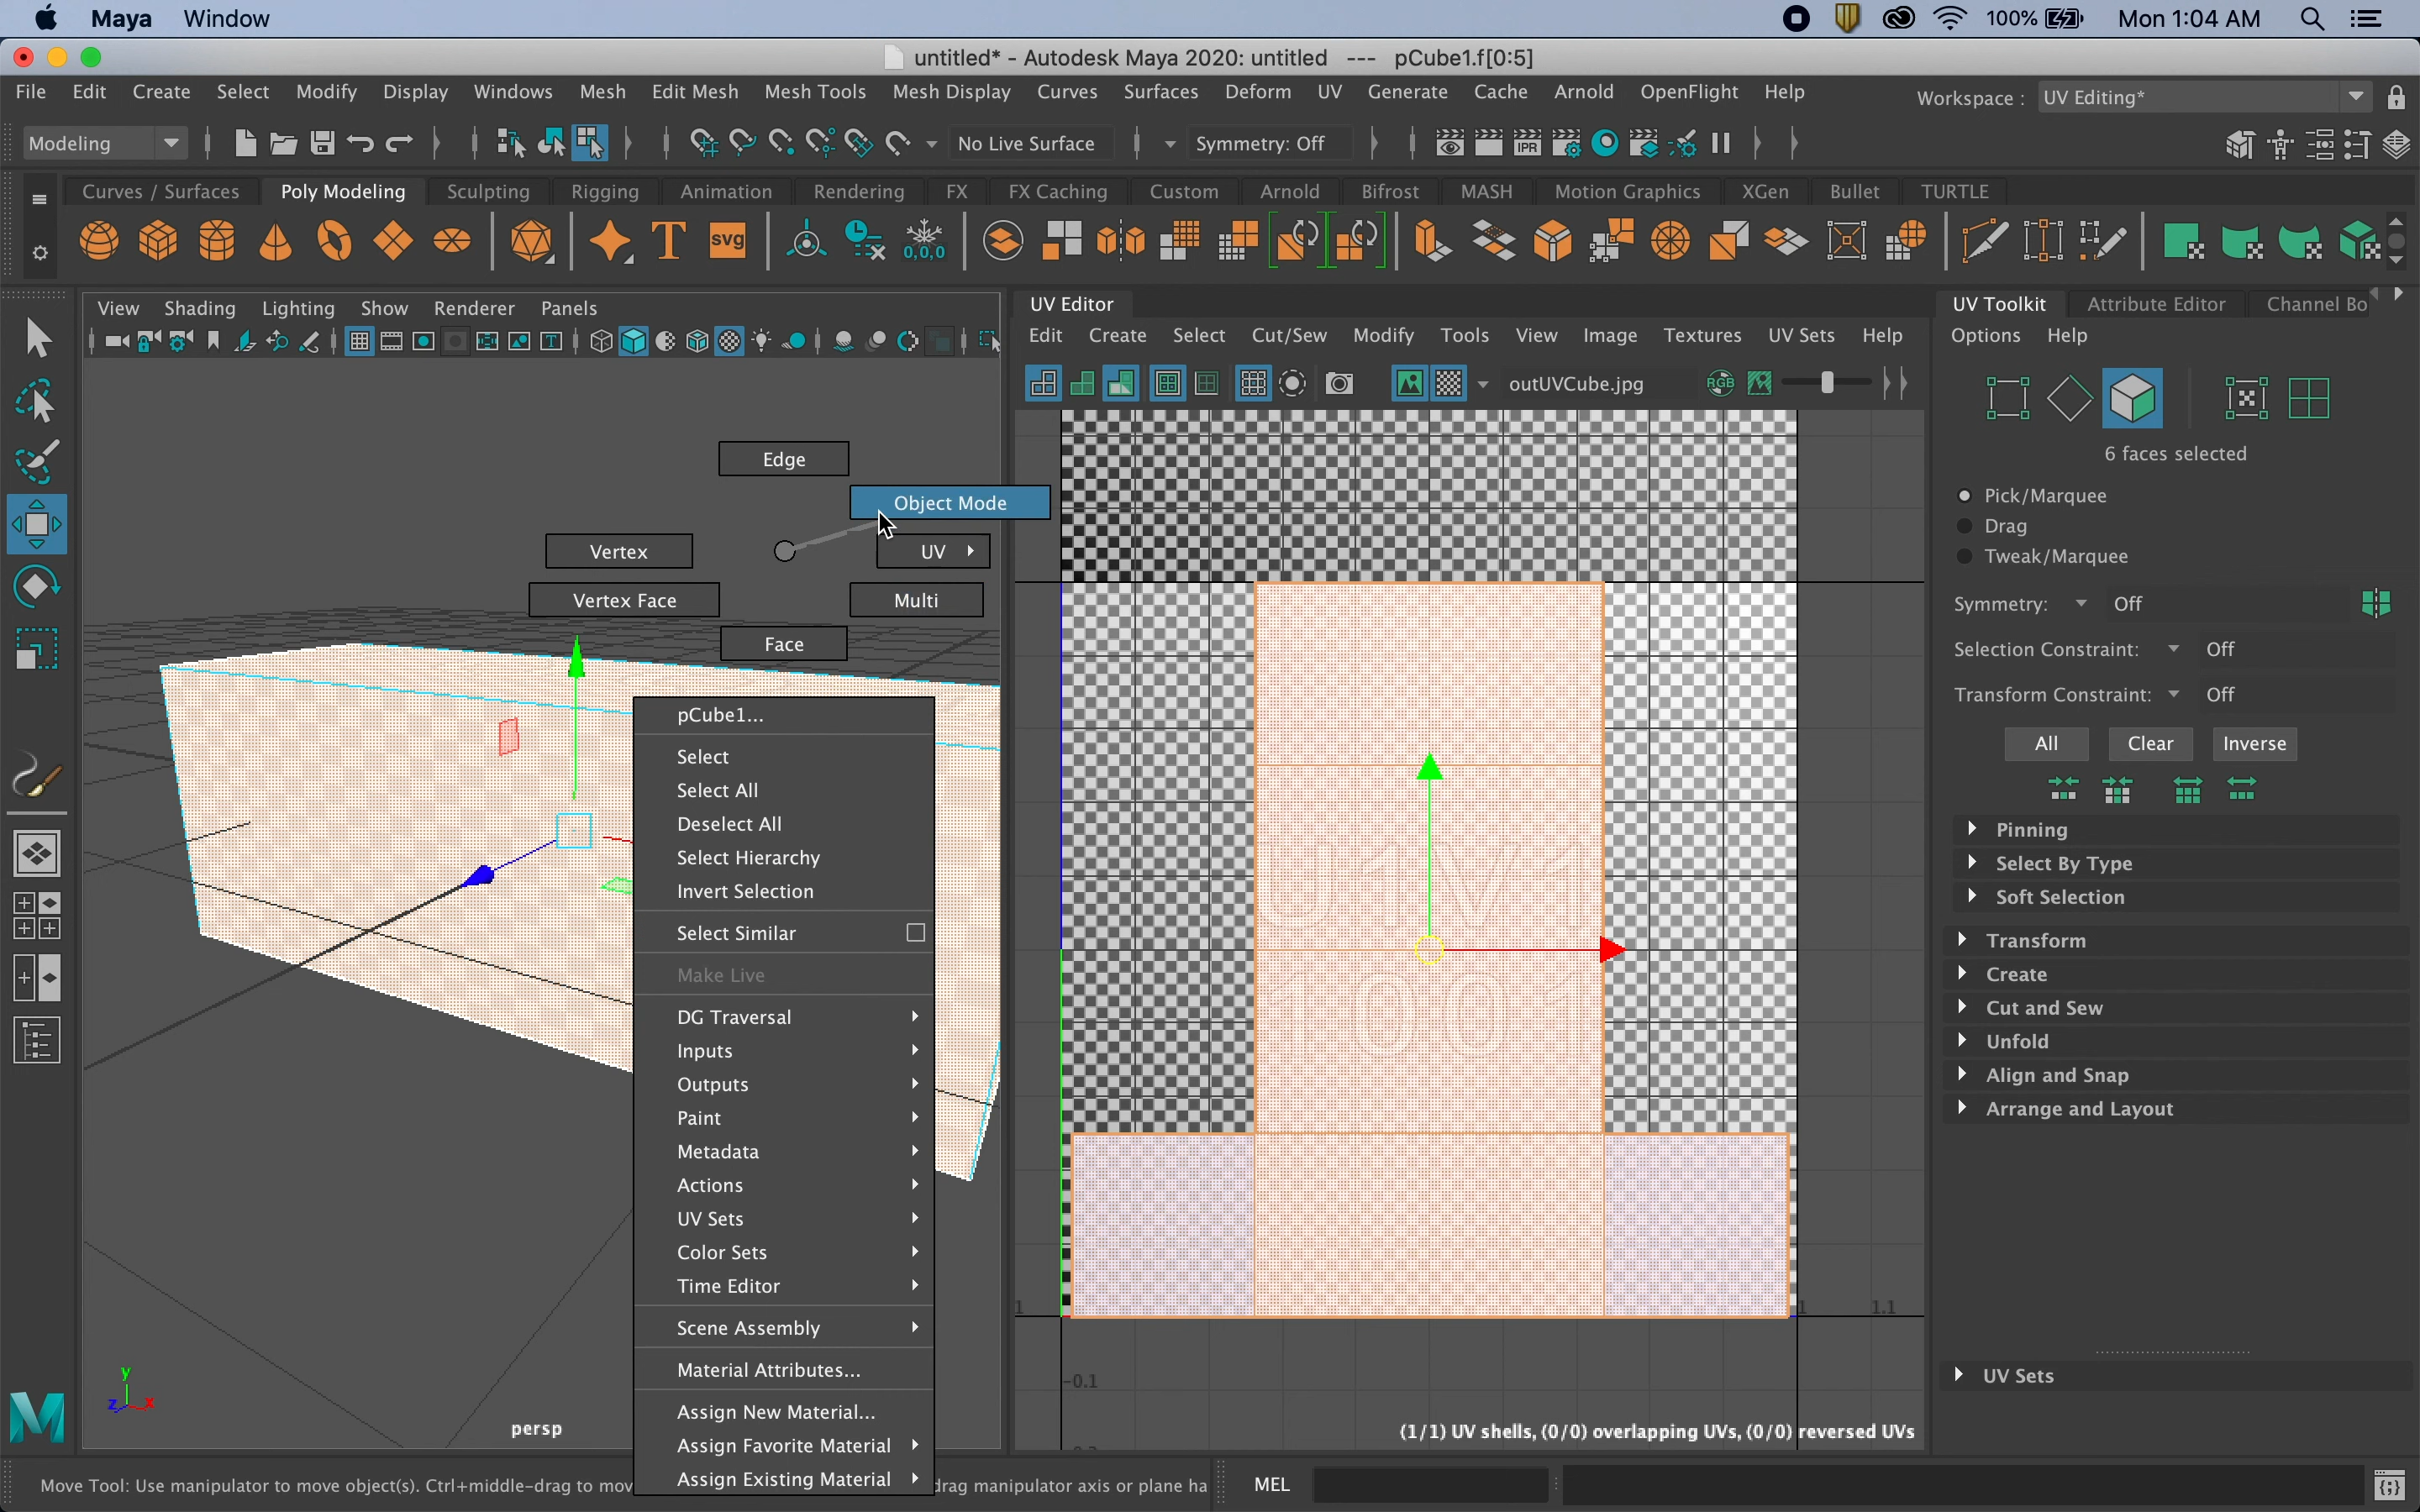 Maya Window 100% Mon 1:04 AM
untitled* - Autodesk Maya 2020: untitled --- pCube1.f[0:5]
File Edit Create Select Modify Display Windows Mesh Edit Mesh Mesh Tools Mesh Display Curves Surfaces Deform UV Generate Cache Arnold OpenFlight Help Workspace : UV Editing*
Modeling No Live Surface Symmetry: Off IPR
Curves / Surfaces Poly Modeling Sculpting Rigging Animation Rendering FX FX Caching Custom Arnold Bifrost MASH Motion Graphics XGen Bullet TURTLE
T svg 0,0,0
View Shading Lighting Show Renderer Panels
UV Editor
Edit Create Select Cut/Sew Modify Tools View Image Textures UV Sets Help
outUVCube.jpg RGB
UV Toolkit Attribute Editor Channel Bo
Options Help
6 faces selected
Pick/Marquee
Drag
Tweak/Marquee
Symmetry: Off
Selection Constraint: Off
Transform Constraint: Off
All Clear Inverse
Pinning
Select By Type
Soft Selection
Transform
Create
Cut and Sew
Unfold
Align and Snap
Arrange and Layout
UV Sets
Edge
Object Mode
Vertex
UV
Vertex Face
Multi
Face
pCube1...
Select
Select All
Deselect All
Select Hierarchy
Invert Selection
Select Similar
Make Live
DG Traversal
Inputs
Outputs
Paint
Metadata
Actions
UV Sets
Color Sets
Time Editor
Scene Assembly
Material Attributes...
Assign New Material...
Assign Favorite Material
Assign Existing Material
U1V1
1001
1 1 1.1
-0.1
(1/1) UV shells, (0/0) overlapping UVs, (0/0) reversed UVs
y
z x
persp
M
Move Tool: Use manipulator to move object(s). Ctrl+middle-drag to mov drag manipulator axis or plane ha MEL